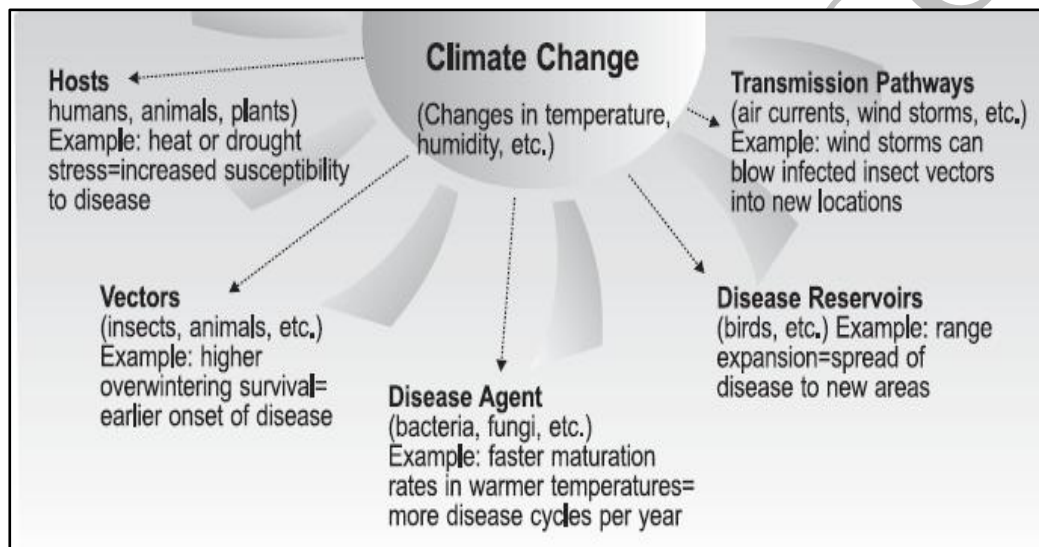 Climate Change
(Changes in temperature,
humidity, etc.)
Hosts
humans, animals, plants)
Example: heat or drought
stress=increased susceptibility
to disease
Vectors
(insects, animals, etc.)
Example: higher
overwintering survival=
earlier onset of disease
Disease Agent
(bacteria, fungi, etc.)
Example: faster maturation
rates in warmer temperatures=
more disease cycles per year
Disease Reservoirs
(birds, etc.) Example: range
expansion=spread of
disease to new areas
Transmission Pathways
(air currents, wind storms, etc.)
Example: wind storms can
blow infected insect vectors
into new locations